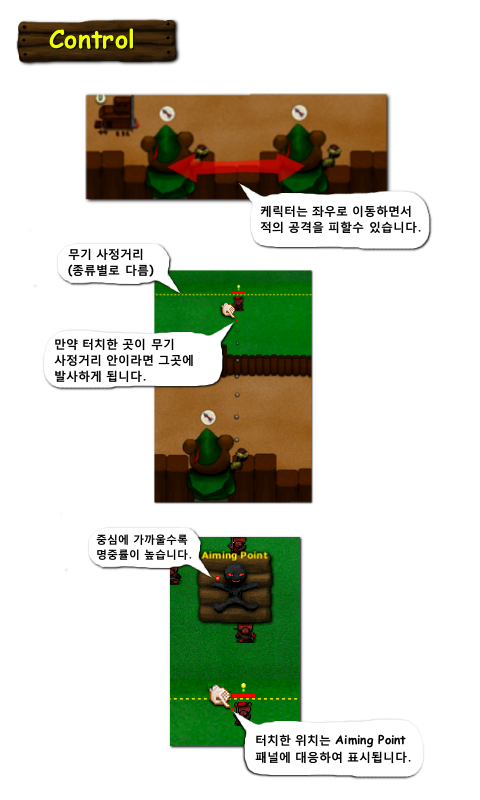 Control
케릭터는 좌우로 이동하면서
적의 공격을 피할수 있습니다.
무기 사정거리
(종류별로 다름)
만약 터치한 곳이 무기
사정거리 안이라면 그곳에
발사하게 됩니다.
중심에 가까울수록
명중률이 높습니다.
Aiming Point
터치한 위치는 Aiming Point
패널에 대응하여 표시됩니다.